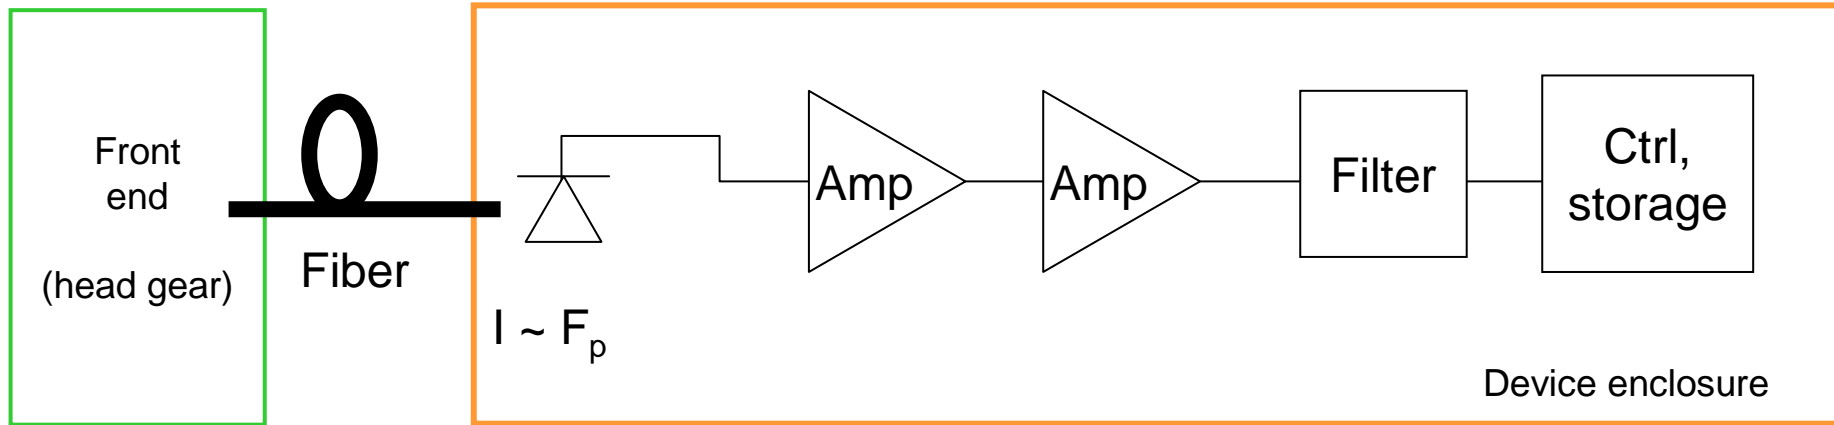 Front
end
(head gear)
Fiber
I ~ Fp
Amp
Amp
Filter
Ctrl,
storage
Device enclosure